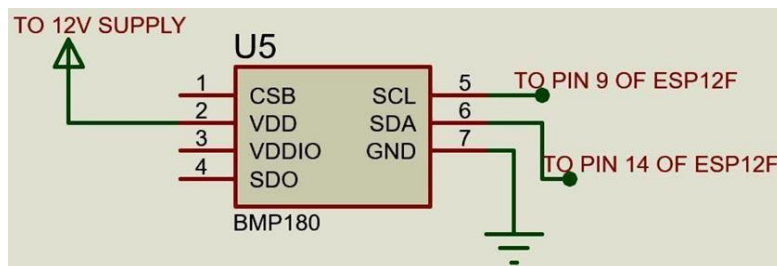 TO 12V SUPPLY
U5
1 CSB SCL 5 TO PIN 9 OF ESP12F
2 VDD SDA 6
3 VDDIO GND 7
4 SDO TO PIN 14 OF ESP12F
BMP180